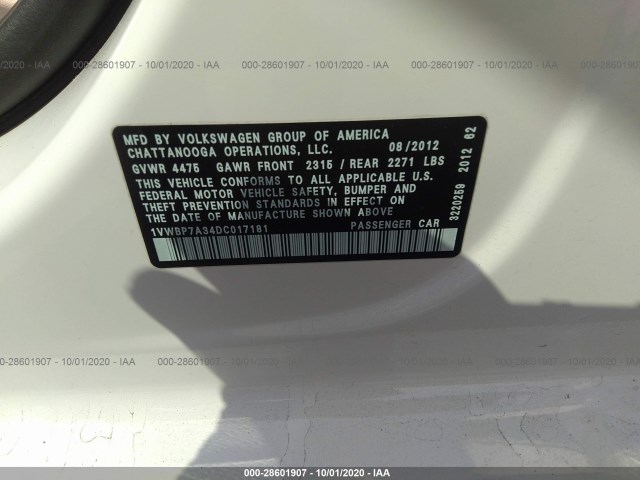 000-28601907 - 10/01/2020 - IAA
000-28601907 - 10/01/2020 - IAA
000-28601907 - 10/01/2020 - IAA
MFD BY VOLKSWAGEN GROUP OF AMERICA
CHATTANOOGA OPERATIONS, LLC. 08/2012
GVWR 4475 GAWR FRONT 2315 / REAR 2271 LBS
THIS VEHICLE CONFORMS TO ALL APPLICABLE U.S.
FEDERAL MOTOR VEHICLE SAFETY, BUMPER AND
THEFT PREVENTION STANDARDS IN EFFECT
ON THE DATE OF MANUFACTURE SHOWN ABOVE
1VWBP7A34DC017181 PASSENGER CAR
3220259 2012 62
000-28601907 - 10/01/2020 - IAA
000-28601907 - 10/01/2020 - IAA
000-28601907 - 10/01/2020 - IAA
000-28601907 - 10/01/2020 - IAA